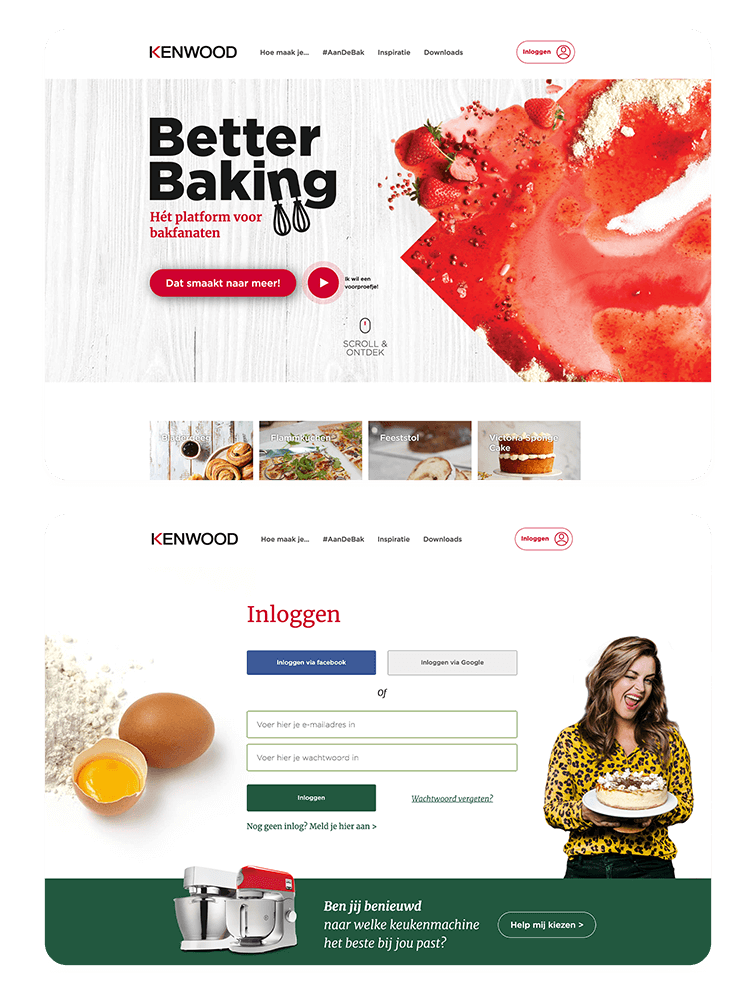 KENWOOD
Hoe maak je...
#AanDeBak
Inspiratie
Downloads
Inloggen
Better
Baking
Hét platform voor
bakfanaten
Dat smaakt naar meer!
Ik wil een
voorproefje!
SCROLL &
ONTDEK
Bladerdeeg
Flammkuchen
Feeststol
Victoria Sponge
Cake
KENWOOD
Hoe maak je...
#AanDeBak
Inspiratie
Downloads
Inloggen
Inloggen
Inloggen via facebook
Inloggen via Google
Of
Voer hier je e-mailadres in
Voer hier je wachtwoord in
Inloggen
Wachtwoord vergeten?
Nog geen inlog? Meld je hier aan >
Ben jij benieuwd
naar welke keukenmachine
het beste bij jou past?
Help mij kiezen >